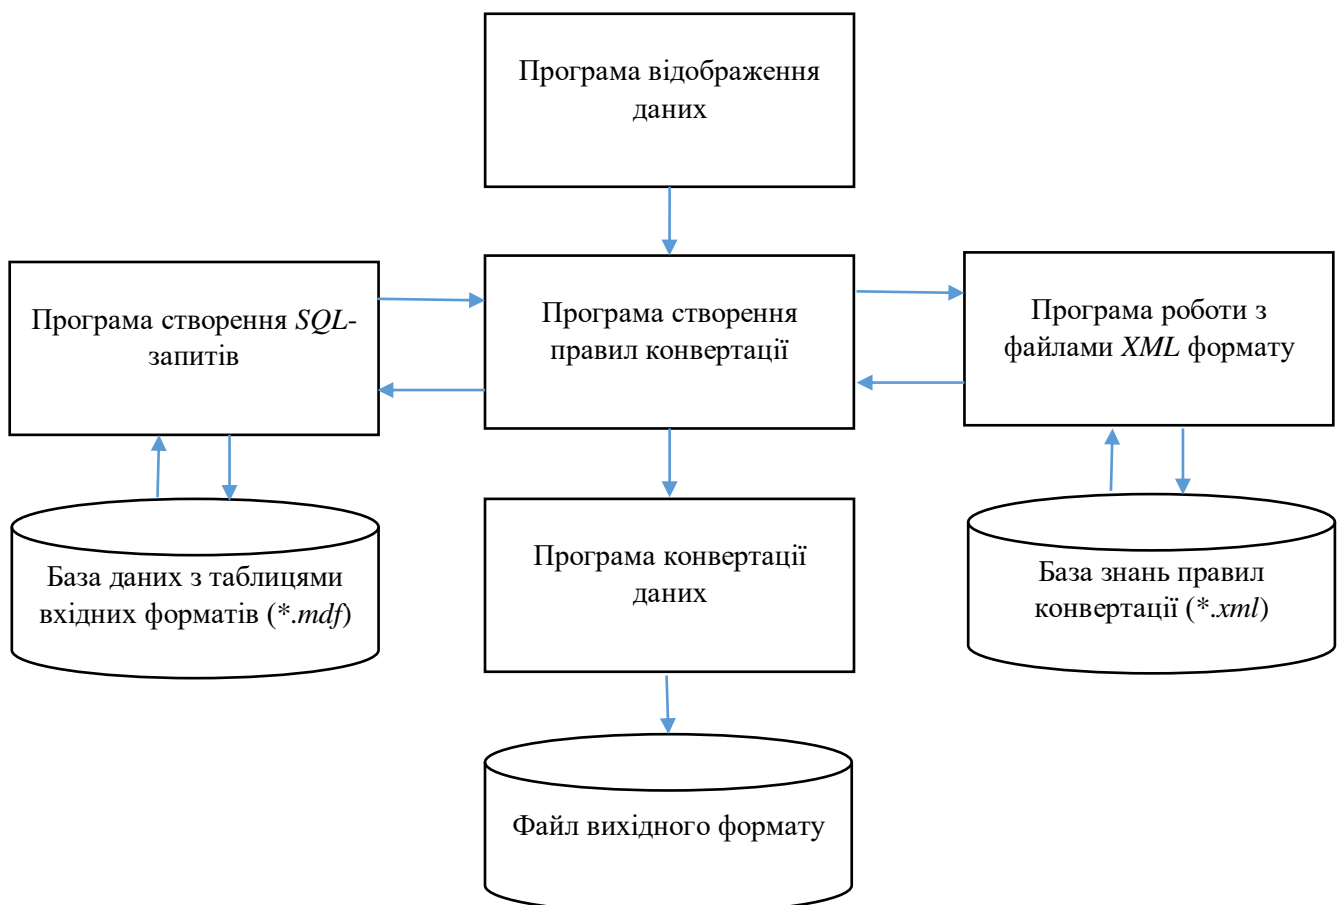 Програма відображення
даних
Програма створення SQL-
запитів
Програма створення
правил конвертації
Програма роботи з
файлами XML формату
База даних з таблицями
вхідних форматів (*.mdf)
Програма конвертації
даних
База знань правил
конвертації (*.xml)
Файл вихідного формату